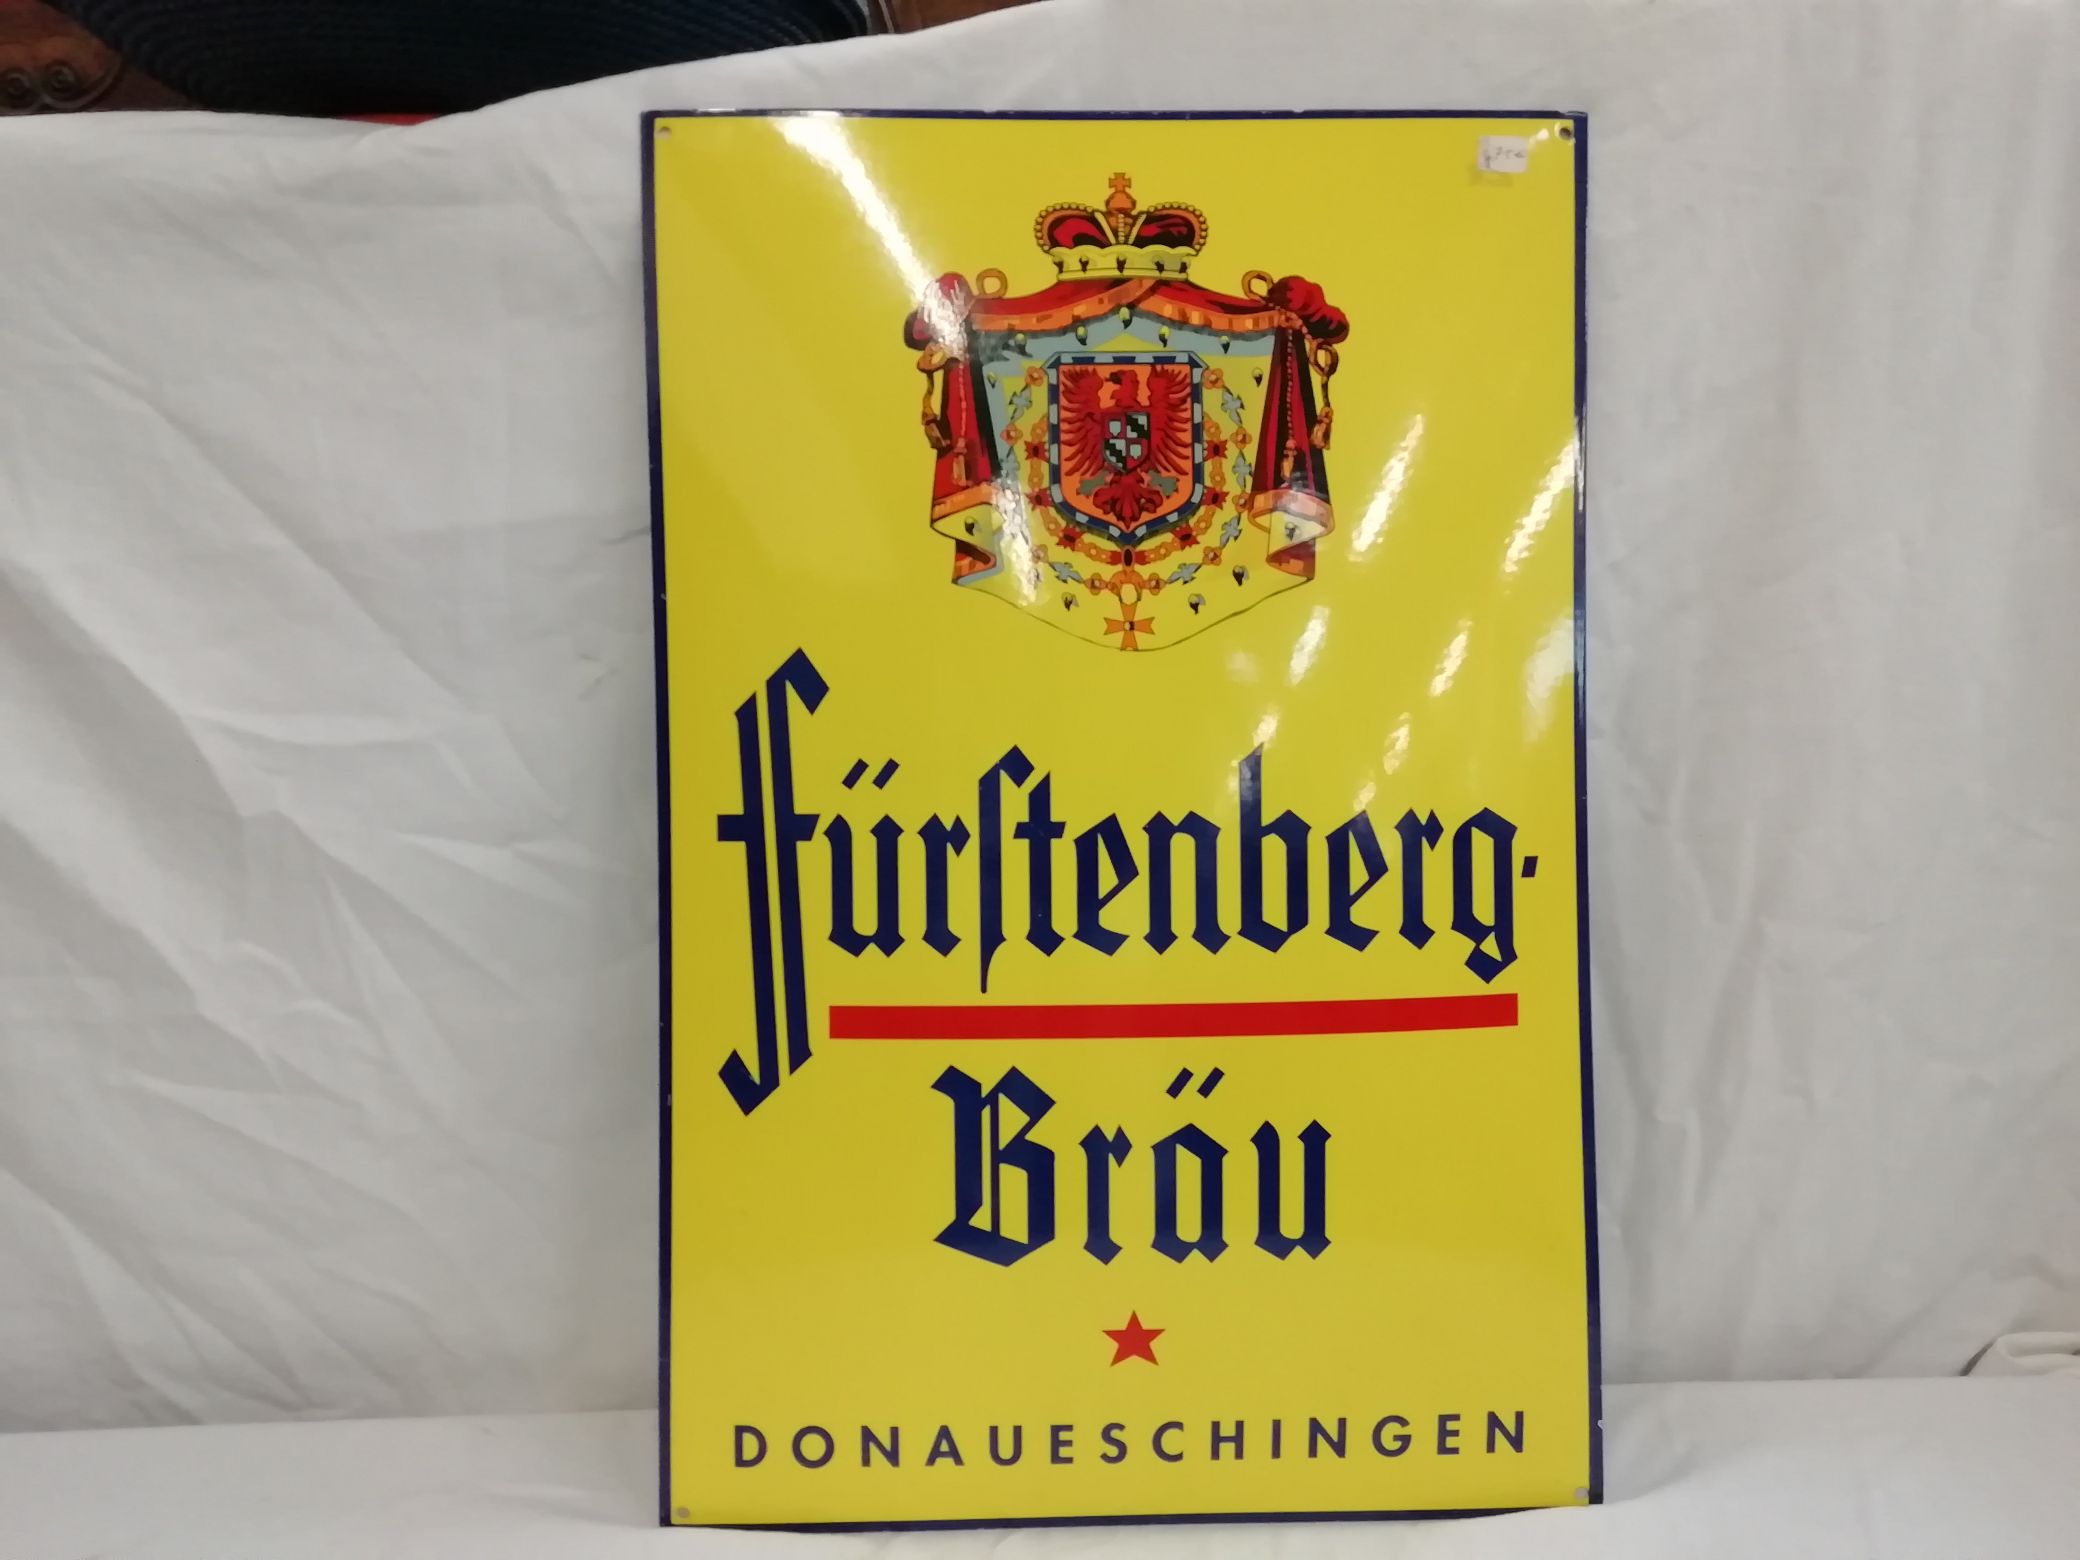 Fürſtenberg-
Bräu
DONAUESCHINGEN